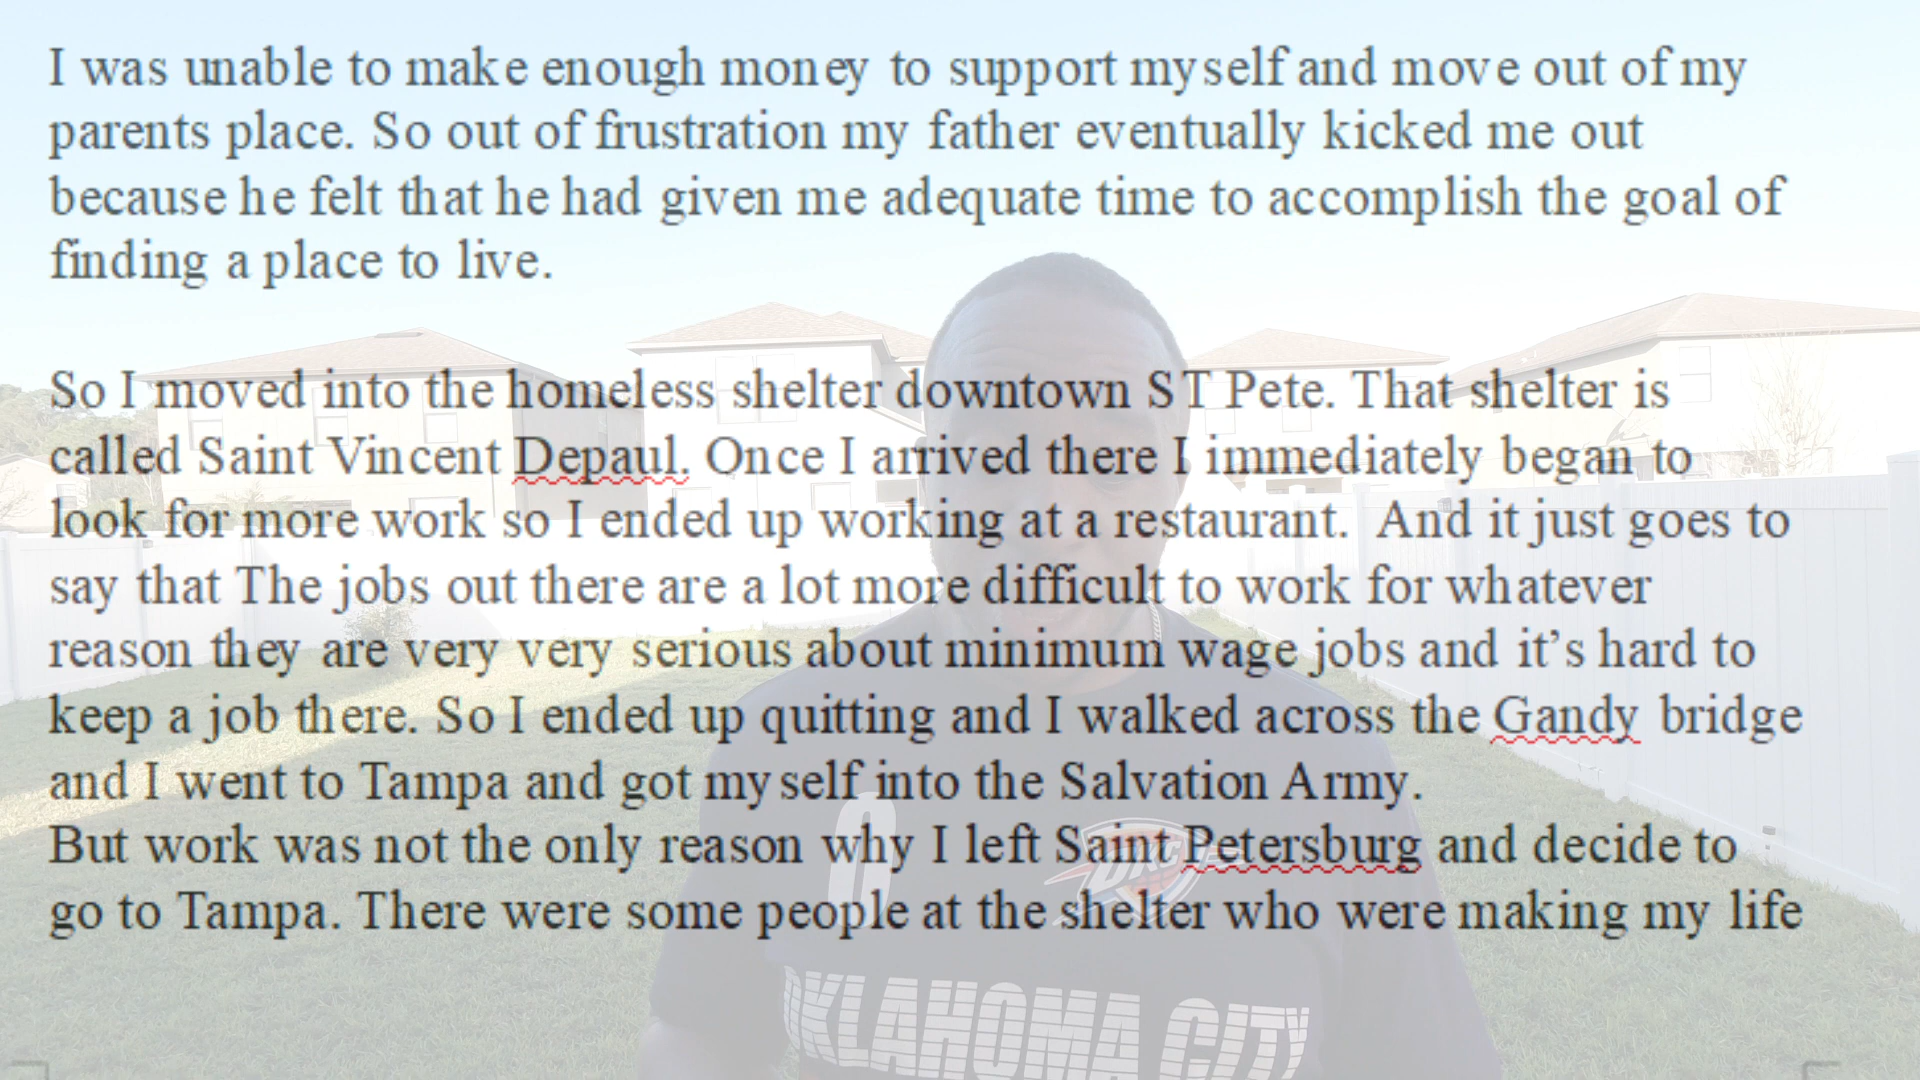 I was unable to make enough money to support myself and move out of my
parents place. So out of frustration my father eventually kicked me out
because he felt that he had given me adequate time to accomplish the goal of
finding a place to live.
So I moved into the homeless shelter downtown ST Pete. That shelter is
called Saint Vincent Depaul. Once I arrived there I immediately began to
look for more work so I ended up working at a restaurant. And it just goes to
say that The jobs out there are a lot more difficult to work for whatever
reason they are very very serious about minimum wage jobs and it’s hard to
keep a job there. So I ended up quitting and I walked across the Gandy bridge
and I went to Tampa and got myself into the Salvation Army.
But work was not the only reason why I left Saint Petersburg and decide to
go to Tampa. There were some people at the shelter who were making my life
0
OKC
OKLAHOMA CITY